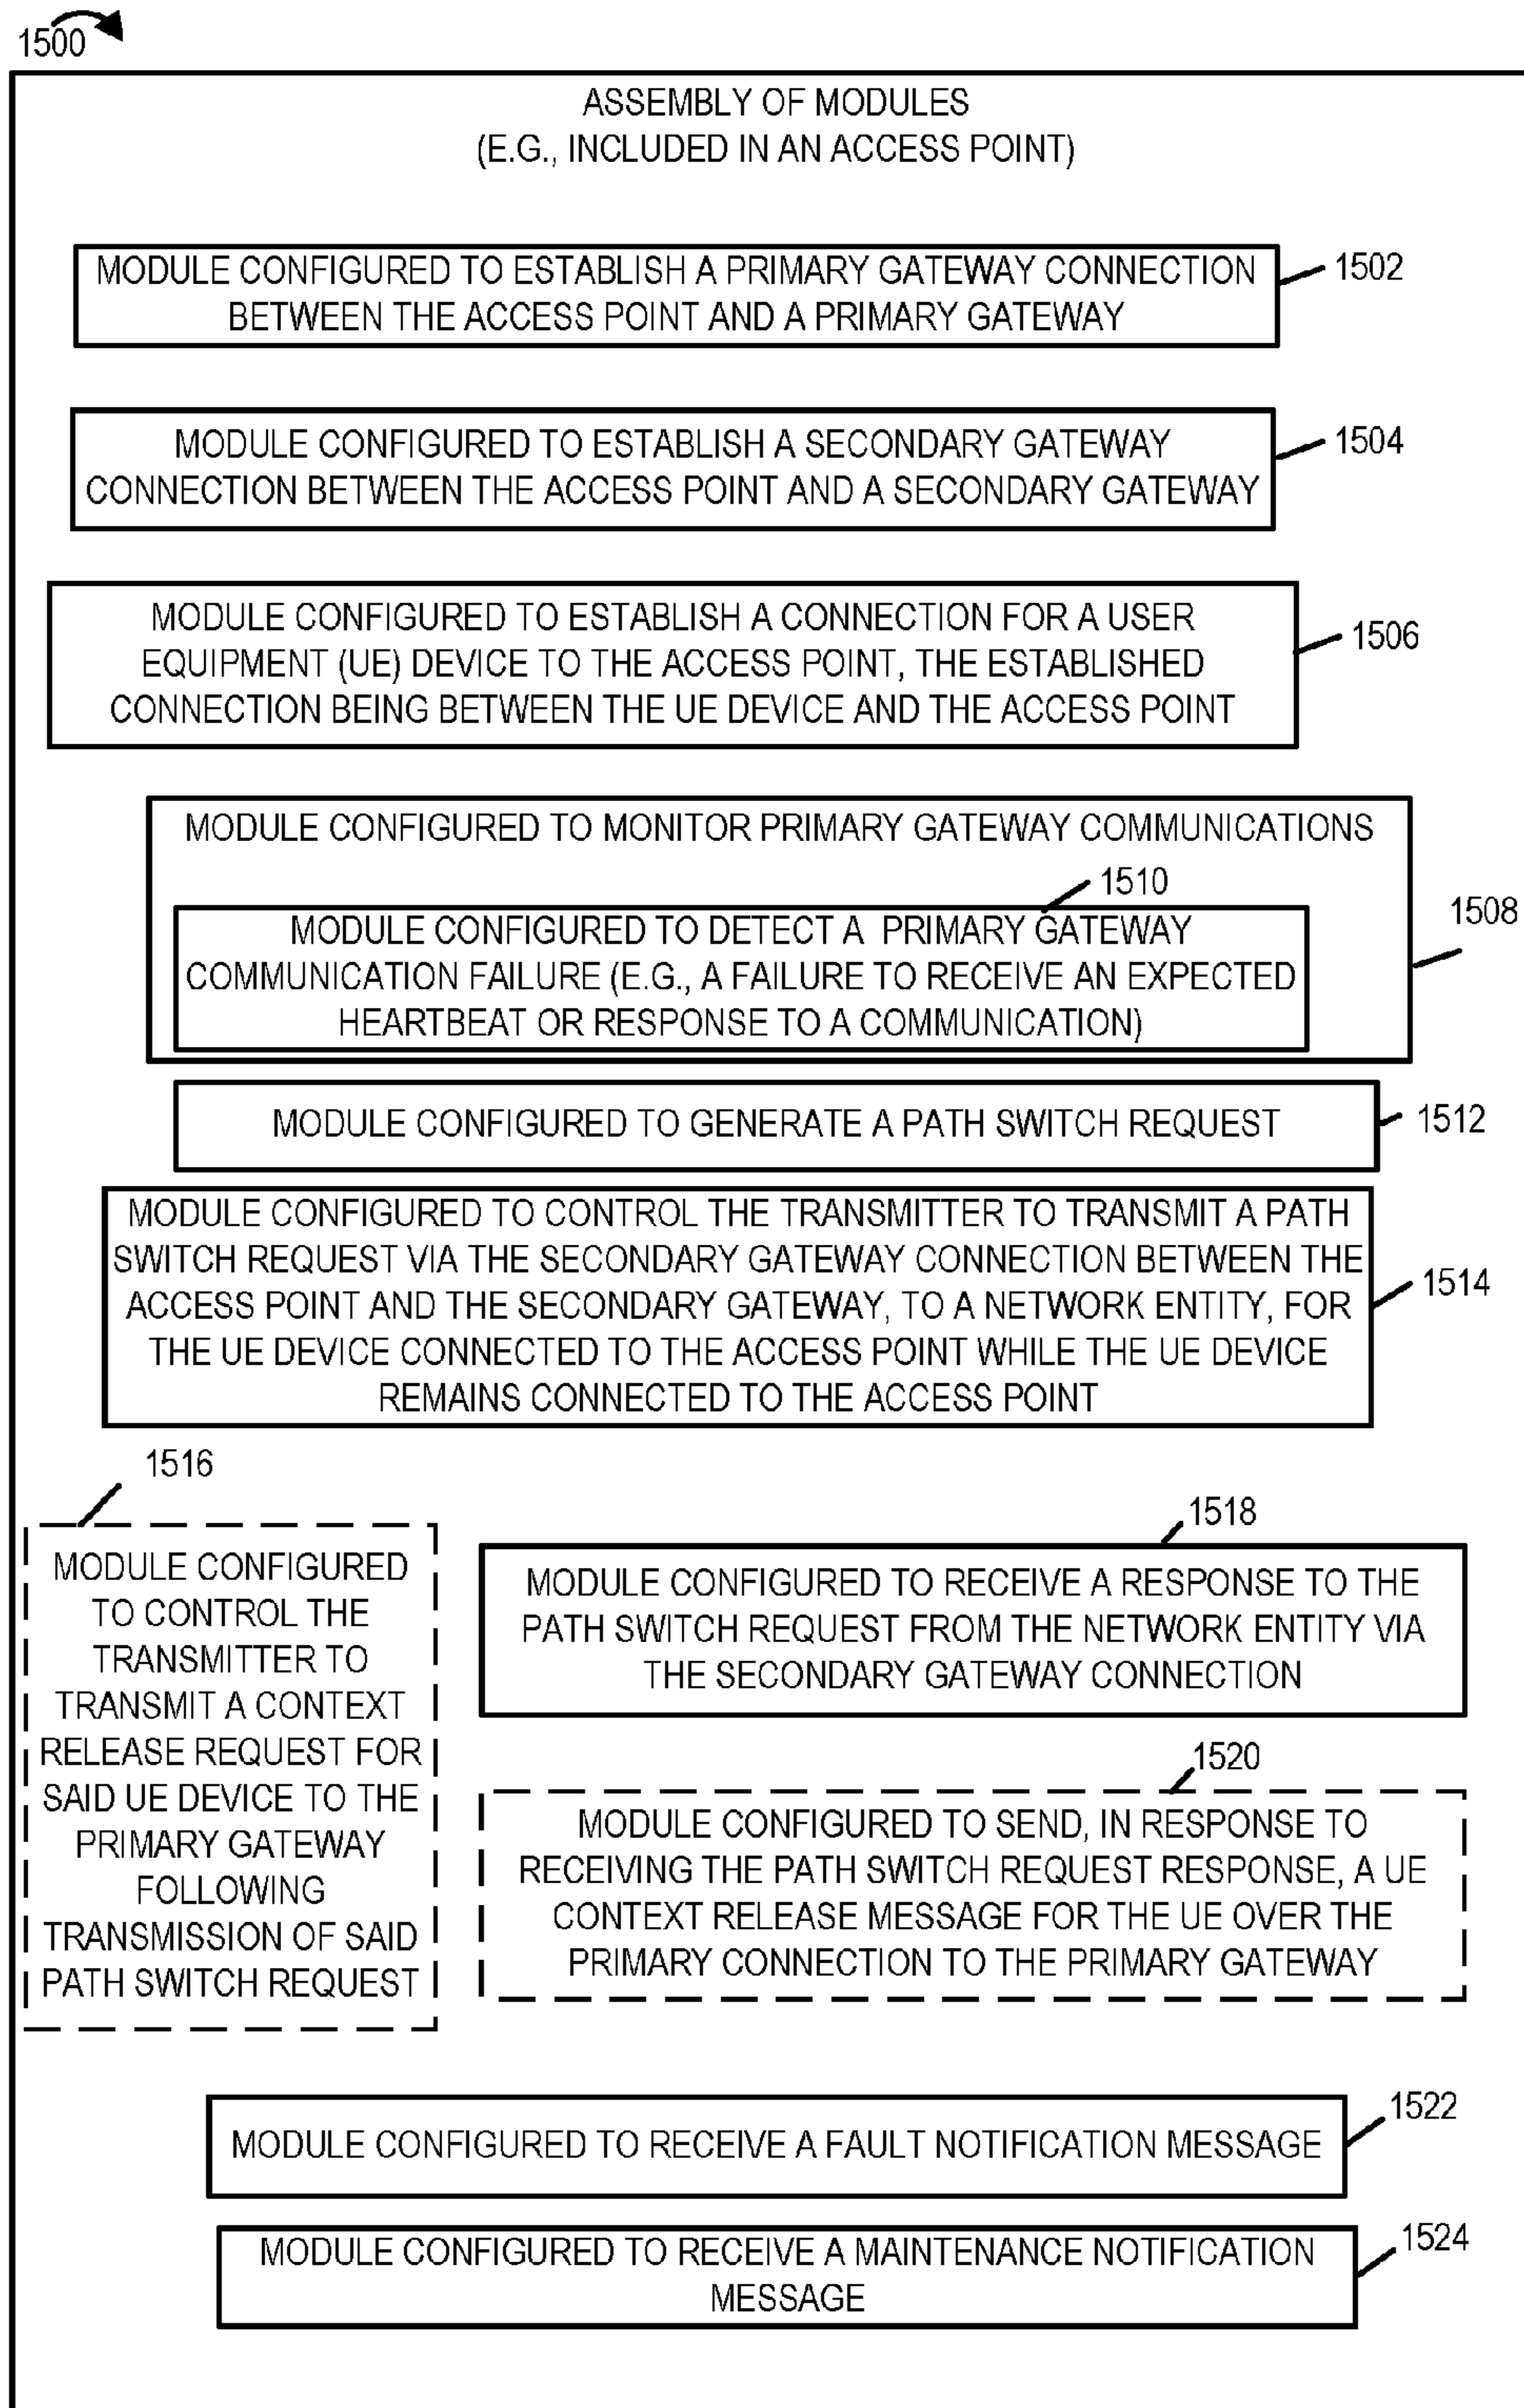 1500
ASSEMBLY OF MODULES
(E.G., INCLUDED IN AN ACCESS POINT)
MODULE CONFIGURED TO ESTABLISH A PRIMARY GATEWAY CONNECTION
BETWEEN THE ACCESS POINT AND A PRIMARY GATEWAY
1502
MODULE CONFIGURED TO ESTABLISH A SECONDARY GATEWAY
CONNECTION BETWEEN THE ACCESS POINT AND A SECONDARY GATEWAY
1504
MODULE CONFIGURED TO ESTABLISH A CONNECTION FOR A USER
EQUIPMENT (UE) DEVICE TO THE ACCESS POINT, THE ESTABLISHED
CONNECTION BEING BETWEEN THE UE DEVICE AND THE ACCESS POINT
1506
MODULE CONFIGURED TO MONITOR PRIMARY GATEWAY COMMUNICATIONS
1508
1510
MODULE CONFIGURED TO DETECT A PRIMARY GATEWAY
COMMUNICATION FAILURE (E.G., A FAILURE TO RECEIVE AN EXPECTED
HEARTBEAT OR RESPONSE TO A COMMUNICATION)
MODULE CONFIGURED TO GENERATE A PATH SWITCH REQUEST
1512
MODULE CONFIGURED TO CONTROL THE TRANSMITTER TO TRANSMIT A PATH
SWITCH REQUEST VIA THE SECONDARY GATEWAY CONNECTION BETWEEN THE
ACCESS POINT AND THE SECONDARY GATEWAY, TO A NETWORK ENTITY, FOR
THE UE DEVICE CONNECTED TO THE ACCESS POINT WHILE THE UE DEVICE
REMAINS CONNECTED TO THE ACCESS POINT
1514
1516
MODULE CONFIGURED
TO CONTROL THE
TRANSMITTER TO
TRANSMIT A CONTEXT
RELEASE REQUEST FOR
SAID UE DEVICE TO THE
PRIMARY GATEWAY
FOLLOWING
TRANSMISSION OF SAID
PATH SWITCH REQUEST
1518
MODULE CONFIGURED TO RECEIVE A RESPONSE TO THE
PATH SWITCH REQUEST FROM THE NETWORK ENTITY VIA
THE SECONDARY GATEWAY CONNECTION
1520
MODULE CONFIGURED TO SEND, IN RESPONSE TO
RECEIVING THE PATH SWITCH REQUEST RESPONSE, A UE
CONTEXT RELEASE MESSAGE FOR THE UE OVER THE
PRIMARY CONNECTION TO THE PRIMARY GATEWAY
1522
MODULE CONFIGURED TO RECEIVE A FAULT NOTIFICATION MESSAGE
1524
MODULE CONFIGURED TO RECEIVE A MAINTENANCE NOTIFICATION
MESSAGE